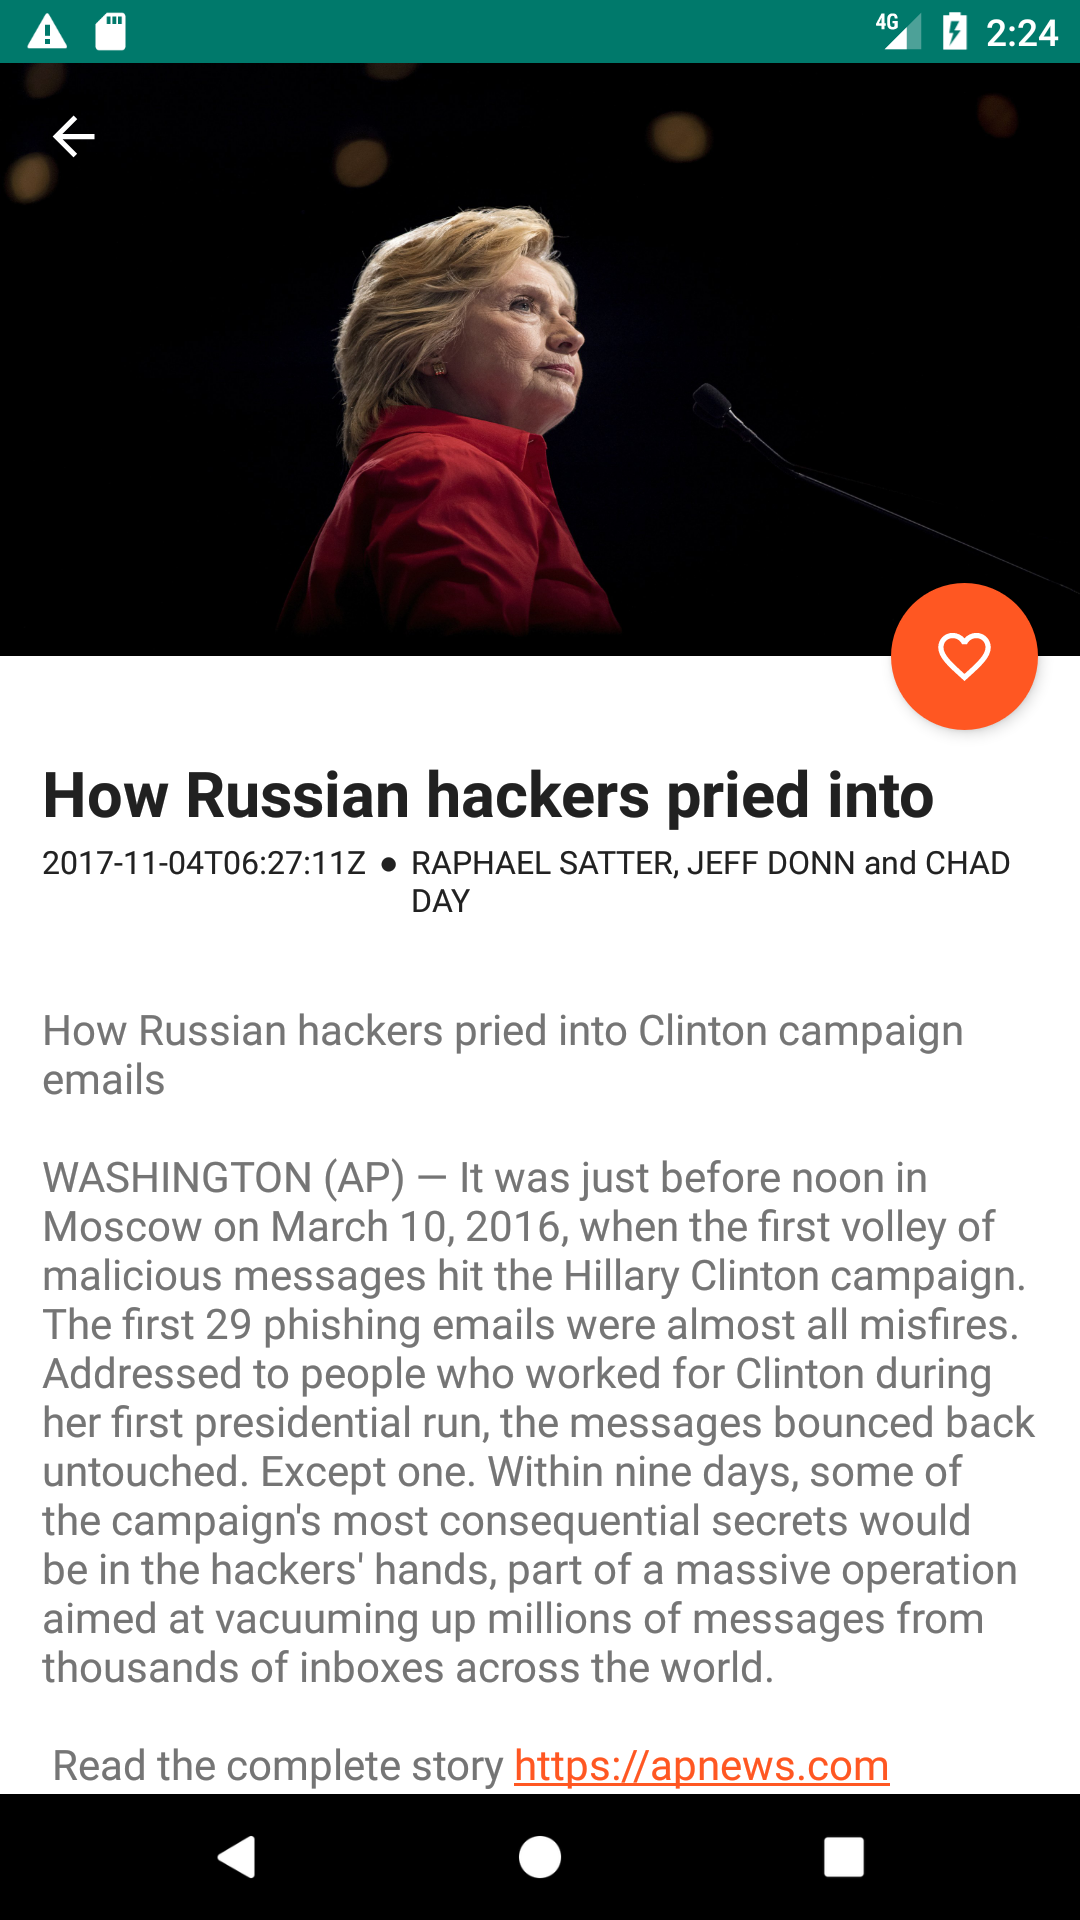 4G 2:24
How Russian hackers pried into
2017-11-04T06:27:11Z ● RAPHAEL SATTER, JEFF DONN and CHAD
DAY
How Russian hackers pried into Clinton campaign
emails
WASHINGTON (AP) — It was just before noon in
Moscow on March 10, 2016, when the first volley of
malicious messages hit the Hillary Clinton campaign.
The first 29 phishing emails were almost all misfires.
Addressed to people who worked for Clinton during
her first presidential run, the messages bounced back
untouched. Except one. Within nine days, some of
the campaign's most consequential secrets would
be in the hackers' hands, part of a massive operation
aimed at vacuuming up millions of messages from
thousands of inboxes across the world.
Read the complete story https://apnews.com